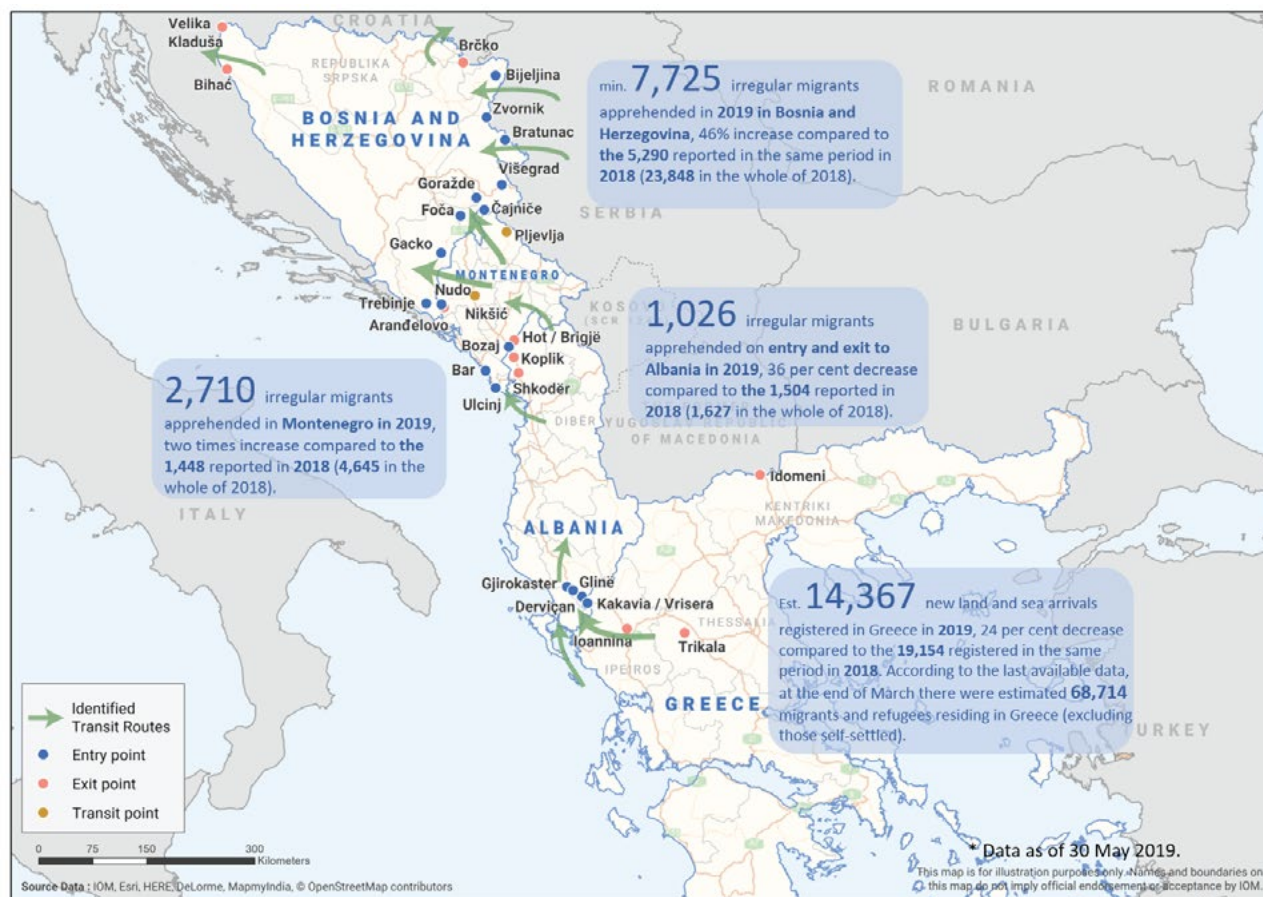 CROATIA
Velika
Kladuša
Bihać
REPUBLIKA
SRPSKA
Brčko
Bijeljina
ROMANIA
BOSNIA AND
HERZEGOVINA
Zvornik
Bratunac
Višegrad
Goražde
Čajniče
Foča
SERBIA
Pljevlja
Gacko
MONTENEGRO
Nudo
Trebinje
Nikšić
Aranđelovo
KOSOVO
BULGARIA
Hot / Brigjë
Bozaj
Koplik
Bar
Shkodër
Ulcinj
DIBËR
YUGOSLAV REPUBLIC
OF MACEDONIA
min. 7,725 irregular migrants
apprehended in 2019 in Bosnia and
Herzegovina, 46% increase compared to
the 5,290 reported in the same period in
2018 (23,848 in the whole of 2018).
1,026 irregular migrants
apprehended on entry and exit to
Albania in 2019, 36 per cent decrease
compared to the 1,504 reported in
2018 (1,627 in the whole of 2018).
2,710 irregular migrants
apprehended in Montenegro in 2019,
two times increase compared to the
1,448 reported in 2018 (4,645 in the
whole of 2018).
ITALY
Idomeni
KENTRIKI
MAKEDONIA
ALBANIA
Gjirokaster
Glinë
Derviçan
Kakavia / Vrisera
THESSALIA
Ioannina
Trikala
IPEIROS
GREECE
TURKEY
Est. 14,367 new land and sea arrivals
registered in Greece in 2019, 24 per cent decrease
compared to the 19,154 registered in the same
period in 2018. According to the last available data,
at the end of March there were estimated 68,714
migrants and refugees residing in Greece (excluding
those self-settled).
Identified
Transit Routes
Entry point
Exit point
Transit point
0 75 150 300
Kilometers
* Data as of 30 May 2019.
Source Data : IOM, Esri, HERE, DeLorme, MapmyIndia, © OpenStreetMap contributors
This map is for illustration purposes only. Names and boundaries on
this map do not imply official endorsement or acceptance by IOM.